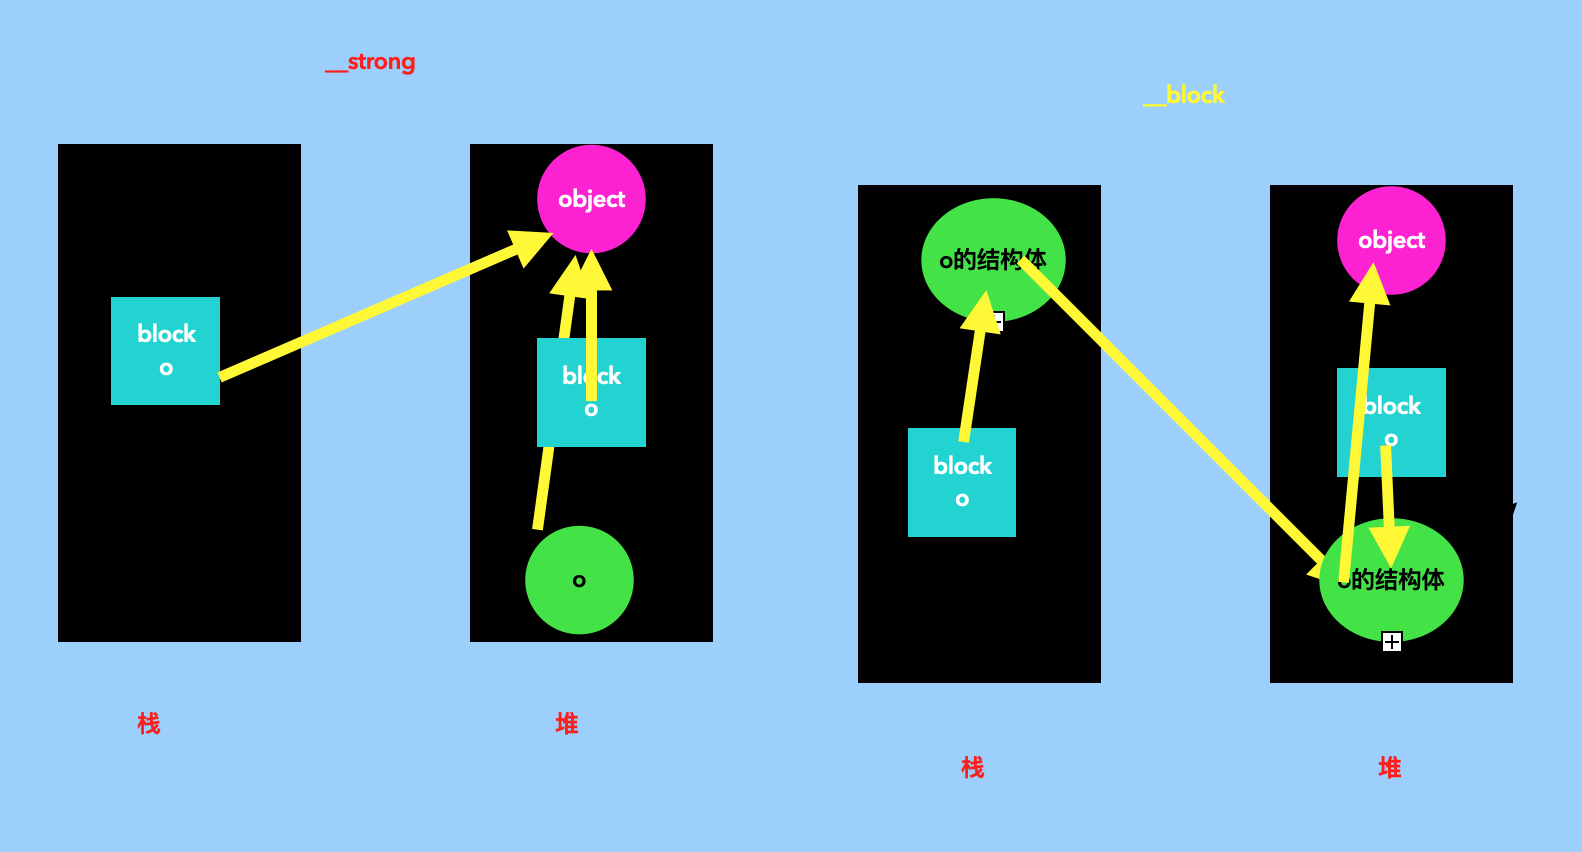 __strong
object
block
o
block
o
o
栈
堆
__block
o的结构体
object
block
o
block
o
o的结构体
栈
堆